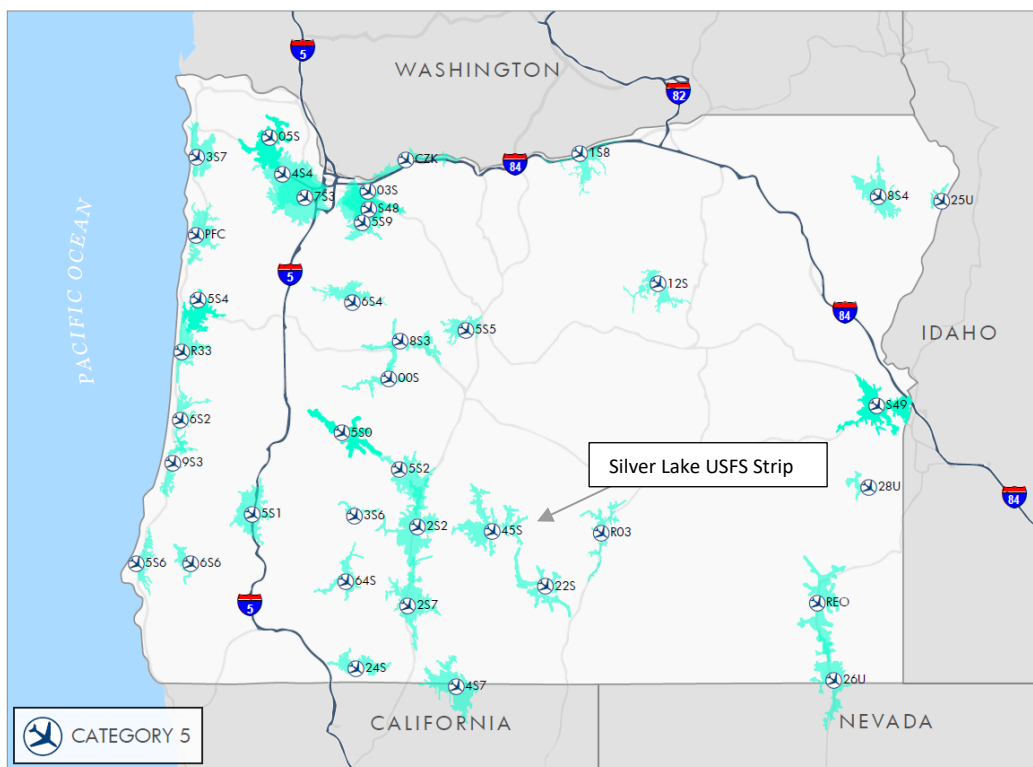 5
WASHINGTON
82
05S
3S7
CZK
84
1S8
4S4
7S3
03S
S48
5S9
8S4
25U
PFC
PACIFIC OCEAN
5
12S
5S4
6S4
84
5S5
IDAHO
R33
8S3
00S
S49
6S2
5S0
Silver Lake USFS Strip
9S3
5S2
28U
84
5S1
3S6
2S2
45S
R03
5S6
6S6
64S
22S
5
2S7
REO
24S
4S7
26U
CATEGORY 5
CALIFORNIA
NEVADA